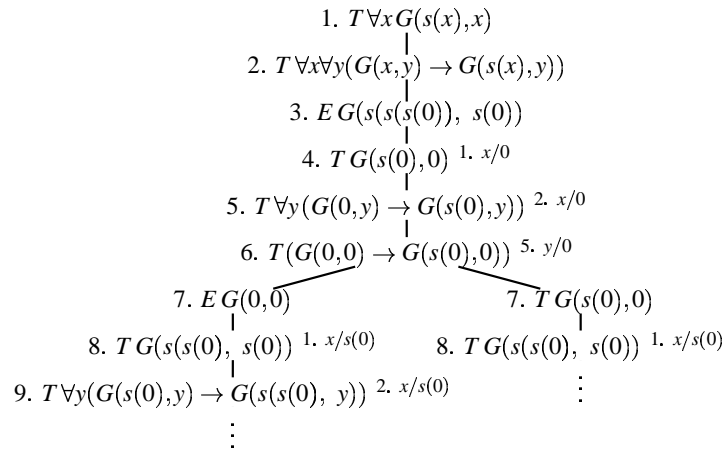 1. T ∀xG(s(x),x)
2. T ∀x∀y(G(x,y) → G(s(x),y))
3. E G(s(s(s(0)), s(0))
4. T G(s(0),0) 1. x/0
5. T ∀y(G(0,y) → G(s(0),y)) 2. x/0
6. T(G(0,0) → G(s(0),0)) 5. y/0
7. E G(0,0) 7. T G(s(0),0)
8. T G(s(s(0), s(0)) 1. x/s(0) 8. T G(s(s(0), s(0)) 1. x/s(0)
9. T ∀y(G(s(0),y) → G(s(s(0), y)) 2. x/s(0) ⋮
⋮